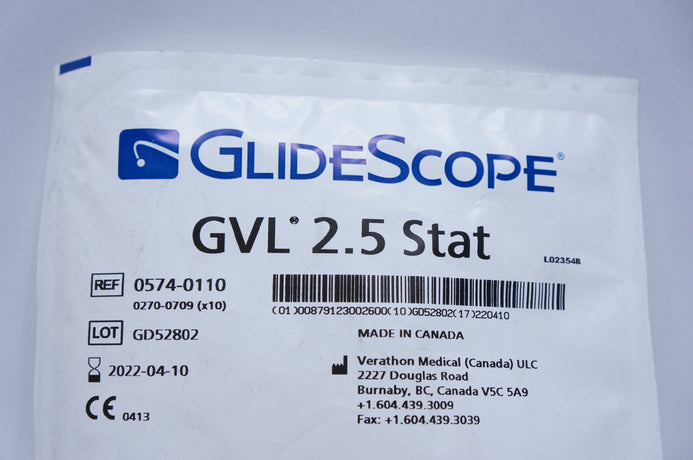 GLIDESCOPE®
GVL® 2.5 Stat
L02354B
REF 0574-0110
0270-0709 (x10)
(01)00879123002600(10)GD52802(17)220410
LOT GD52802
MADE IN CANADA
2022-04-10
Verathon Medical (Canada) ULC
2227 Douglas Road
Burnaby, BC, Canada V5C 5A9
+1.604.439.3009
Fax: +1.604.439.3039
CE 0413